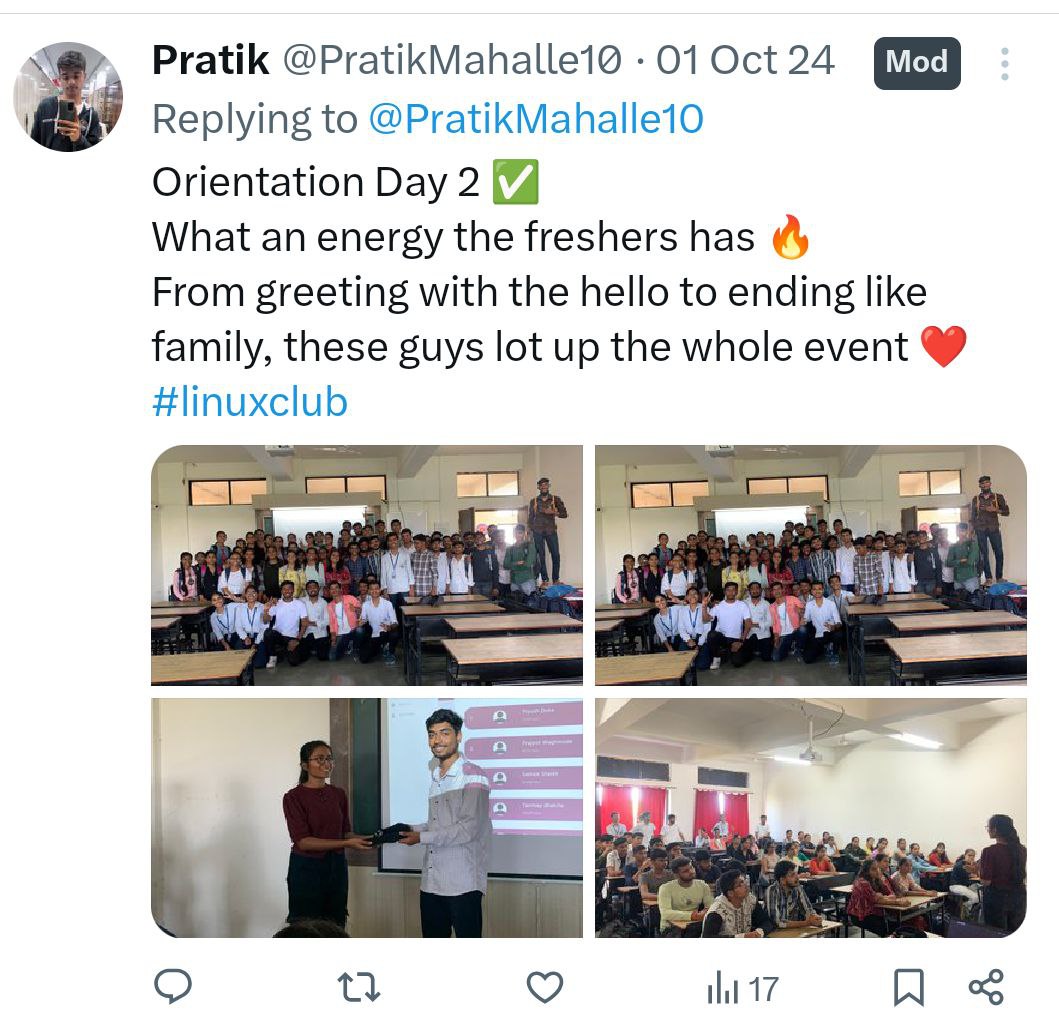 Pratik @PratikMahalle10 · 01 Oct 24 Mod
Replying to @PratikMahalle10
Orientation Day 2 ✅
What an energy the freshers has 🔥
From greeting with the hello to ending like
family, these guys lot up the whole event ❤️
#linuxclub
17